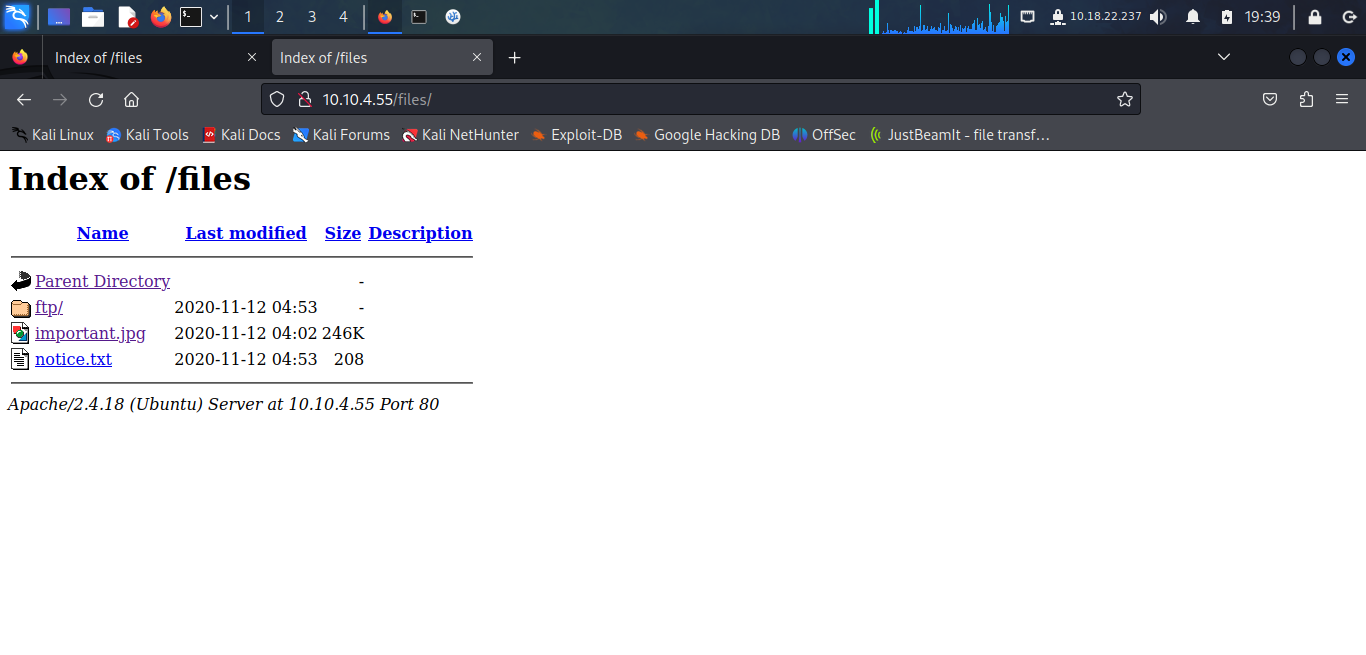 1 2 3 4 10.18.22.237 19:39
Index of /files Index of /files
10.10.4.55/files/
Kali Linux Kali Tools Kali Docs Kali Forums Kali NetHunter Exploit-DB Google Hacking DB OffSec JustBeamIt - file transf…
Index of /files
Name Last modified Size Description
Parent Directory -
ftp/ 2020-11-12 04:53 -
important.jpg 2020-11-12 04:02 246K
notice.txt 2020-11-12 04:53 208
Apache/2.4.18 (Ubuntu) Server at 10.10.4.55 Port 80